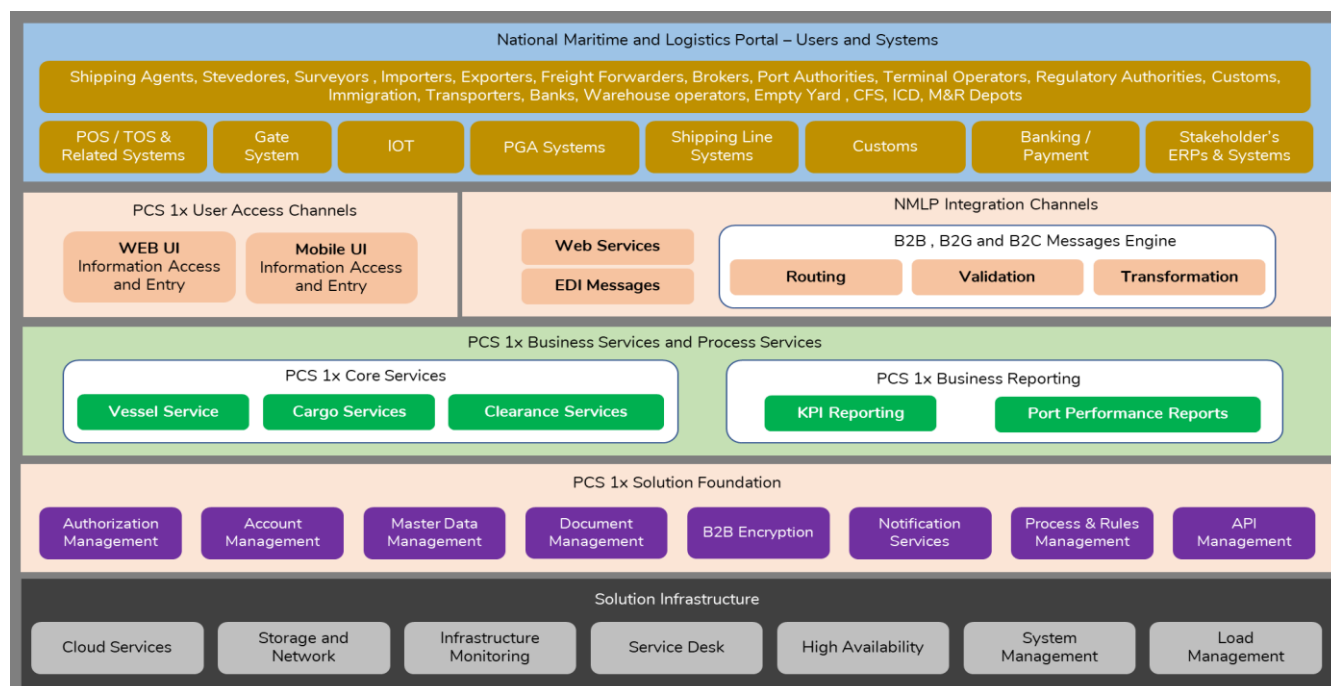 National Maritime and Logistics Portal – Users and Systems
Shipping Agents, Stevedores, Surveyors , Importers, Exporters, Freight Forwarders, Brokers, Port Authorities, Terminal Operators, Regulatory Authorities, Customs,
Immigration, Transporters, Banks, Warehouse operators, Empty Yard , CFS, ICD, M&R Depots
POS / TOS &
Related Systems
Gate
System
IOT
PGA Systems
Shipping Line
Systems
Customs
Banking /
Payment
Stakeholder's
ERPs & Systems
PCS 1x User Access Channels
WEB UI
Information Access
and Entry
Mobile UI
Information Access
and Entry
NMLP Integration Channels
Web Services
EDI Messages
B2B , B2G and B2C Messages Engine
Routing
Validation
Transformation
PCS 1x Business Services and Process Services
PCS 1x Core Services
Vessel Service
Cargo Services
Clearance Services
PCS 1x Business Reporting
KPI Reporting
Port Performance Reports
PCS 1x Solution Foundation
Authorization
Management
Account
Management
Master Data
Management
Document
Management
B2B Encryption
Notification
Services
Process & Rules
Management
API
Management
Solution Infrastructure
Cloud Services
Storage and
Network
Infrastructure
Monitoring
Service Desk
High Availability
System
Management
Load
Management